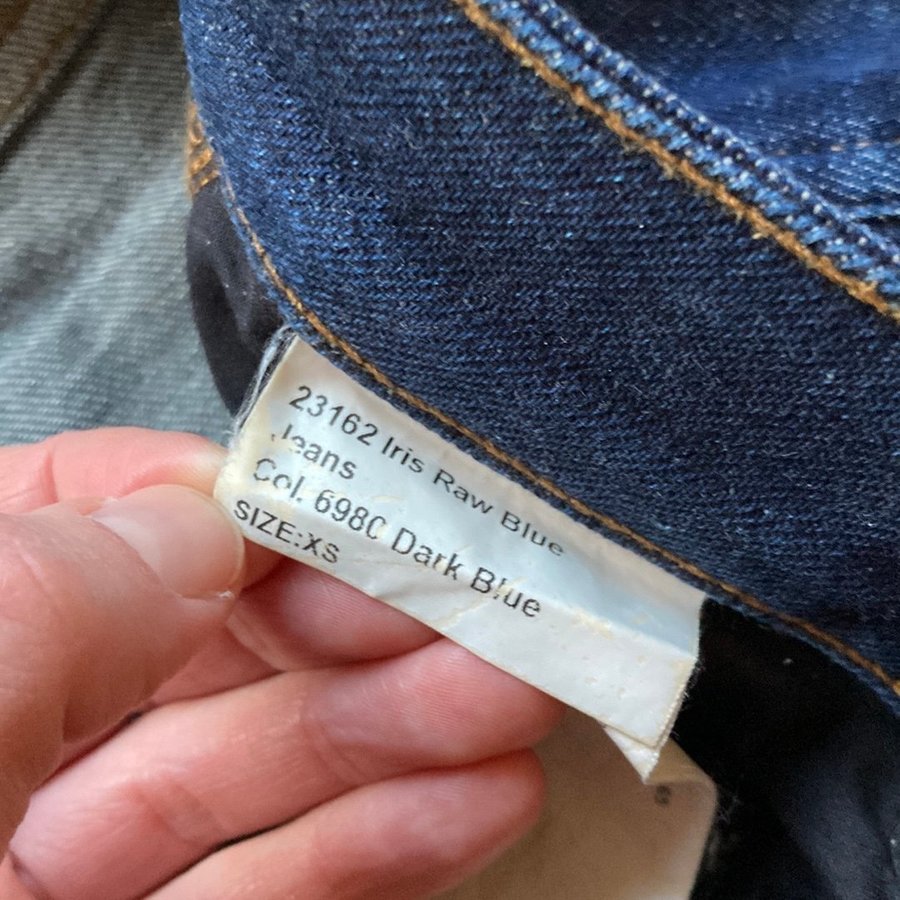 23162 Iris Raw Blue
Jeans
Col. 6980 Dark Blue
SIZE:XS